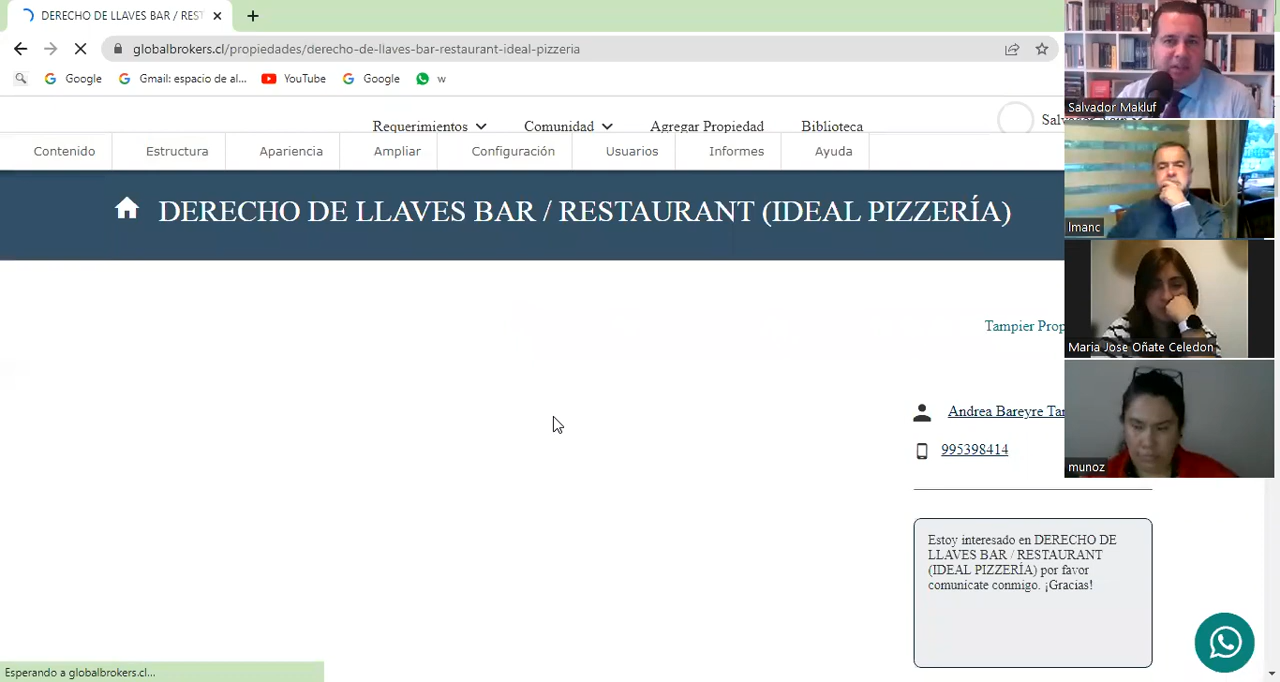 DERECHO DE LLAVES BAR / REST
globalbrokers.cl/propiedades/derecho-de-llaves-bar-restaurant-ideal-pizzeria
Google
Gmail: espacio de al...
YouTube
Google
w
Requerimientos
Comunidad
Agregar Propiedad
Biblioteca
Contenido
Estructura
Apariencia
Ampliar
Configuración
Usuarios
Informes
Ayuda
DERECHO DE LLAVES BAR / RESTAURANT (IDEAL PIZZERÍA)
Tampier Prop
Andrea Bareyre Tam
995398414
Estoy interesado en DERECHO DE
LLAVES BAR / RESTAURANT
(IDEAL PIZZERÍA) por favor
comunicate conmigo. ¡Gracias!
Esperando a globalbrokers.cl...
Salvador Makluf
lmanc
Maria Jose Oñate Celedon
munoz